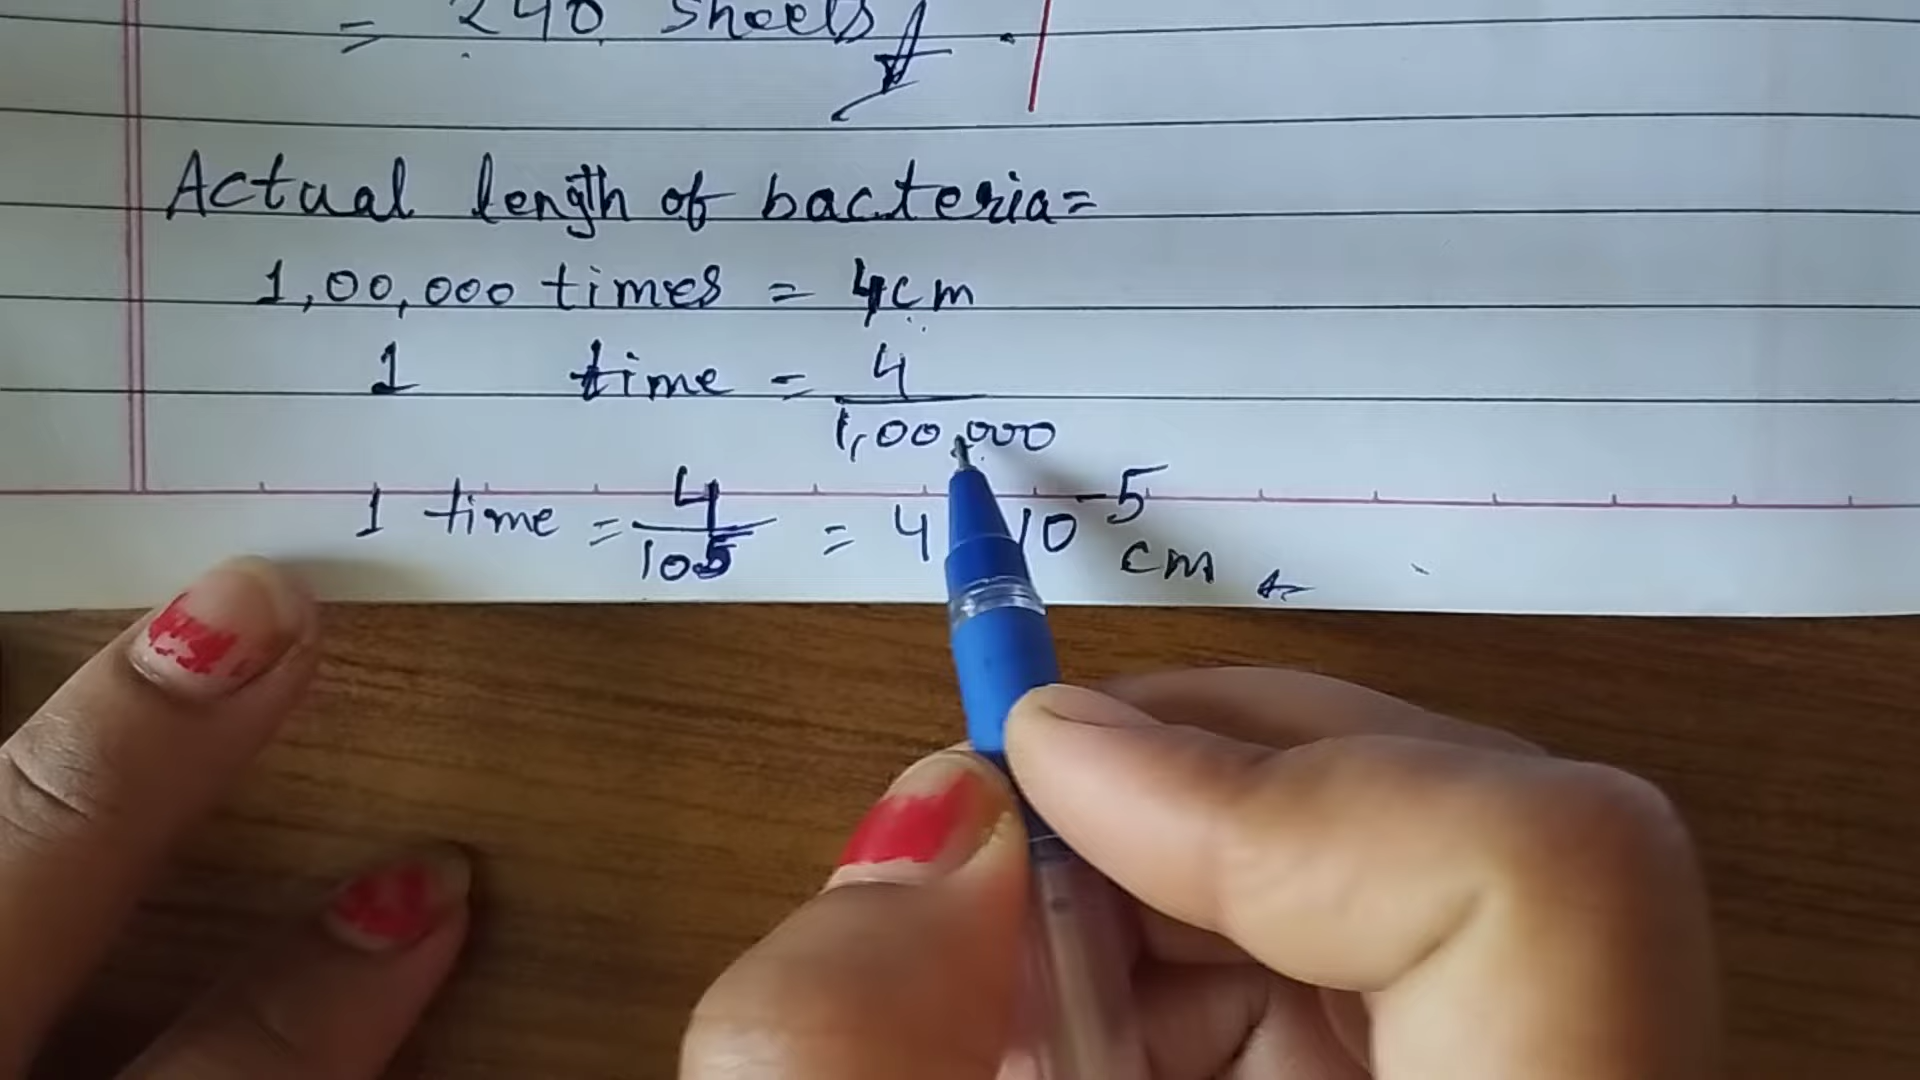 = 240 Sheets
Actual length of bacteria=
1,00,000 times = 4cm
1 time = 4/1,00,000
1 time = 4/10⁵ = 4 10⁻⁵ cm